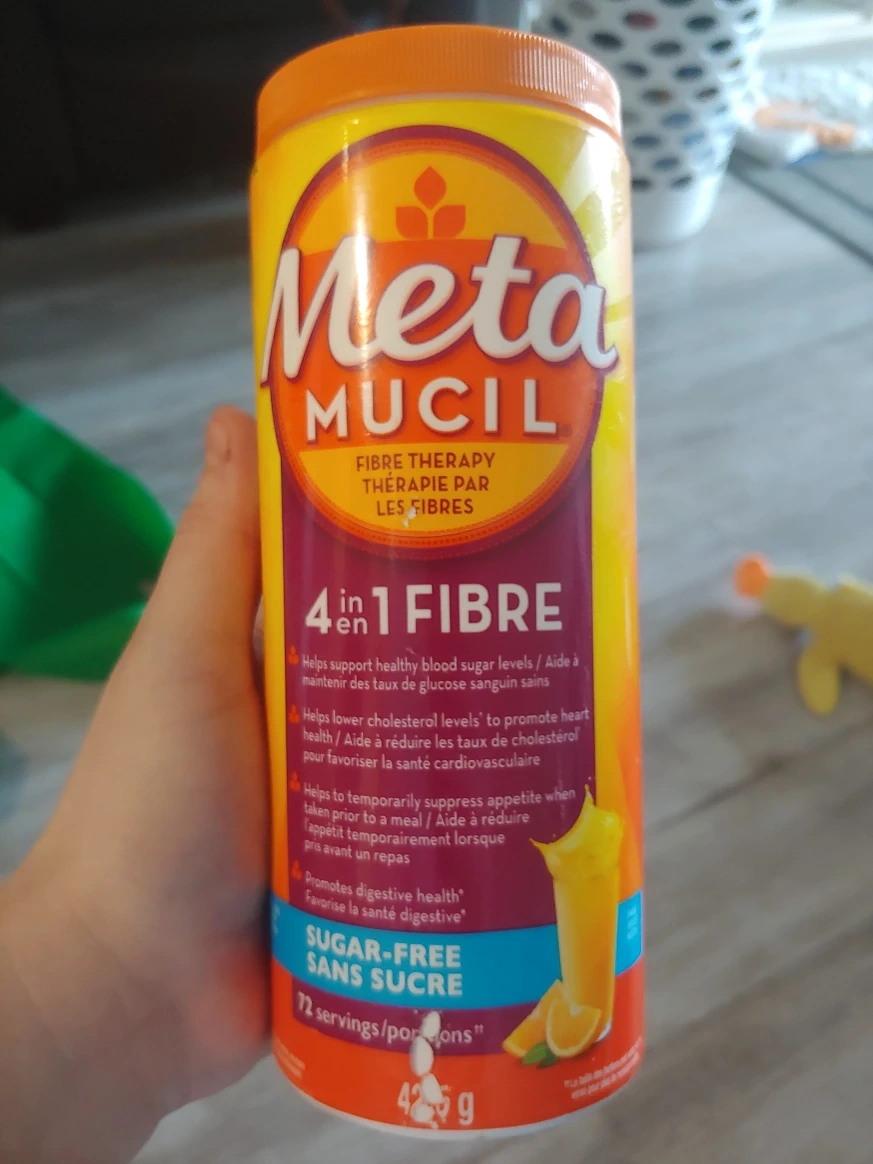 Meta
MUCIL
FIBRE THERAPY
THÉRAPIE PAR
LES FIBRES
4 in en 1 FIBRE
Helps support healthy blood sugar levels / Aide à
maintenir des taux de glucose sanguin sains
Helps lower cholesterol levels* to promote heart
health / Aide à réduire les taux de cholestérol*
pour favoriser la santé cardiovasculaire
Helps to temporarily suppress appetite when
taken prior to a meal / Aide à réduire
l'appétit temporairement lorsque
pris avant un repas
Promotes digestive health*
Favorise la santé digestive*
SUGAR-FREE
SANS SUCRE
72 servings/
g